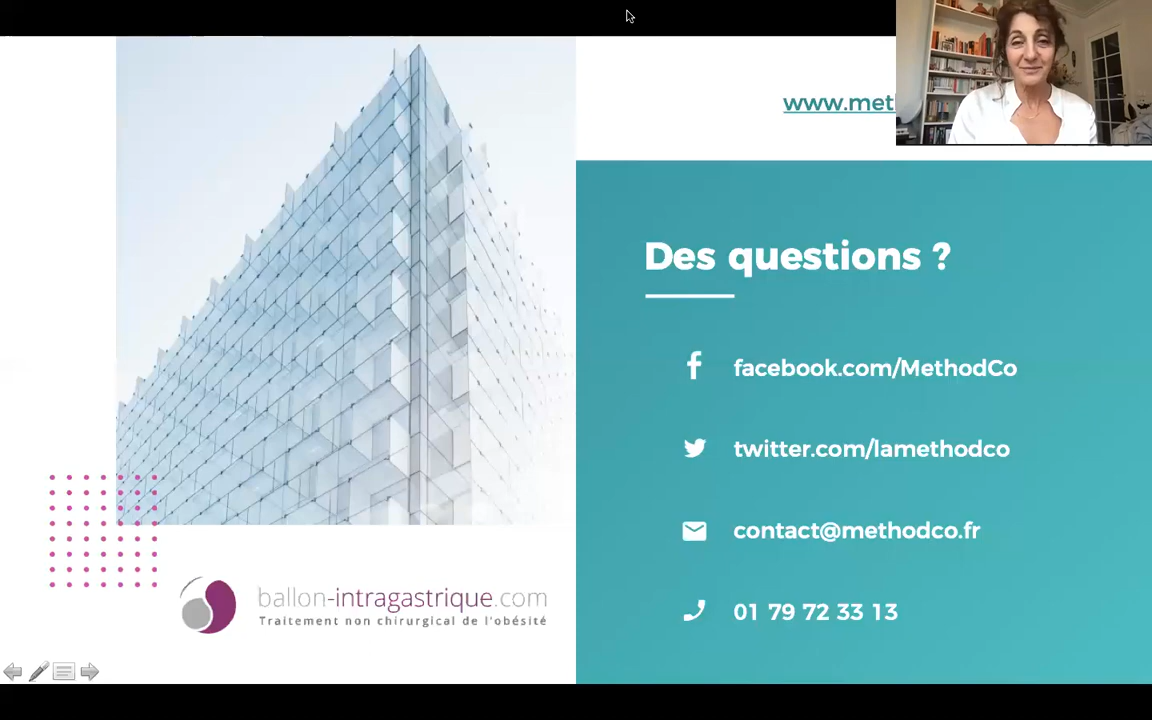 www.met
Des questions ?
facebook.com/MethodCo
twitter.com/lamethodco
contact@methodco.fr
01 79 72 33 13
ballon-intragastrique.com
Traitement non chirurgical de l'obésité